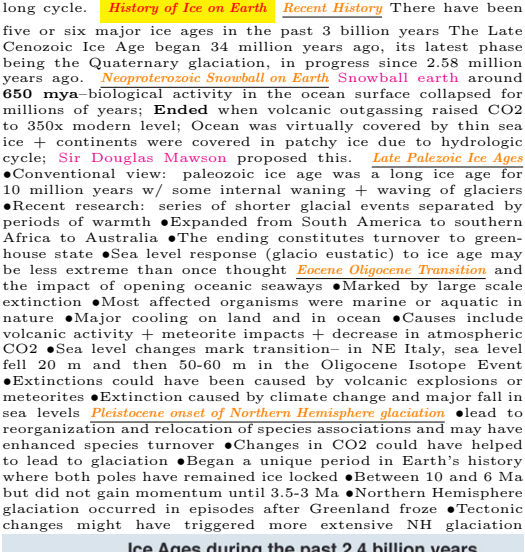 long cycle. History of Ice on Earth Recent History There have been
five or six major ice ages in the past 3 billion years The Late
Cenozoic Ice Age began 34 million years ago, its latest phase
being the Quaternary glaciation, in progress since 2.58 million
years ago. Neoproterozoic Snowball on Earth Snowball earth around
650 mya–biological activity in the ocean surface collapsed for
millions of years; Ended when volcanic outgassing raised CO2
to 350x modern level; Ocean was virtually covered by thin sea
ice + continents were covered in patchy ice due to hydrologic
cycle; Sir Douglas Mawson proposed this. Late Palezoic Ice Ages
●Conventional view: paleozoic ice age was a long ice age for
10 million years w/ some internal waning + waving of glaciers
●Recent research: series of shorter glacial events separated by
periods of warmth ●Expanded from South America to southern
Africa to Australia ●The ending constitutes turnover to green-
house state ●Sea level response (glacio eustatic) to ice age may
be less extreme than once thought Eocene Oligocene Transition and
the impact of opening oceanic seaways ●Marked by large scale
extinction ●Most affected organisms were marine or aquatic in
nature ●Major cooling on land and in ocean ●Causes include
volcanic activity + meteorite impacts + decrease in atmospheric
CO2 ●Sea level changes mark transition– in NE Italy, sea level
fell 20 m and then 50-60 m in the Oligocene Isotope Event
●Extinctions could have been caused by volcanic explosions or
meteorites ●Extinction caused by climate change and major fall in
sea levels Pleistocene onset of Northern Hemisphere glaciation ●lead to
reorganization and relocation of species associations and may have
enhanced species turnover ●Changes in CO2 could have helped
to lead to glaciation ●Began a unique period in Earth's history
where both poles have remained ice locked ●Between 10 and 6 Ma
but did not gain momentum until 3.5-3 Ma ●Northern Hemisphere
glaciation occurred in episodes after Greenland froze ●Tectonic
changes might have triggered more extensive NH glaciation
Ice Ages during the past 2.4 billion years